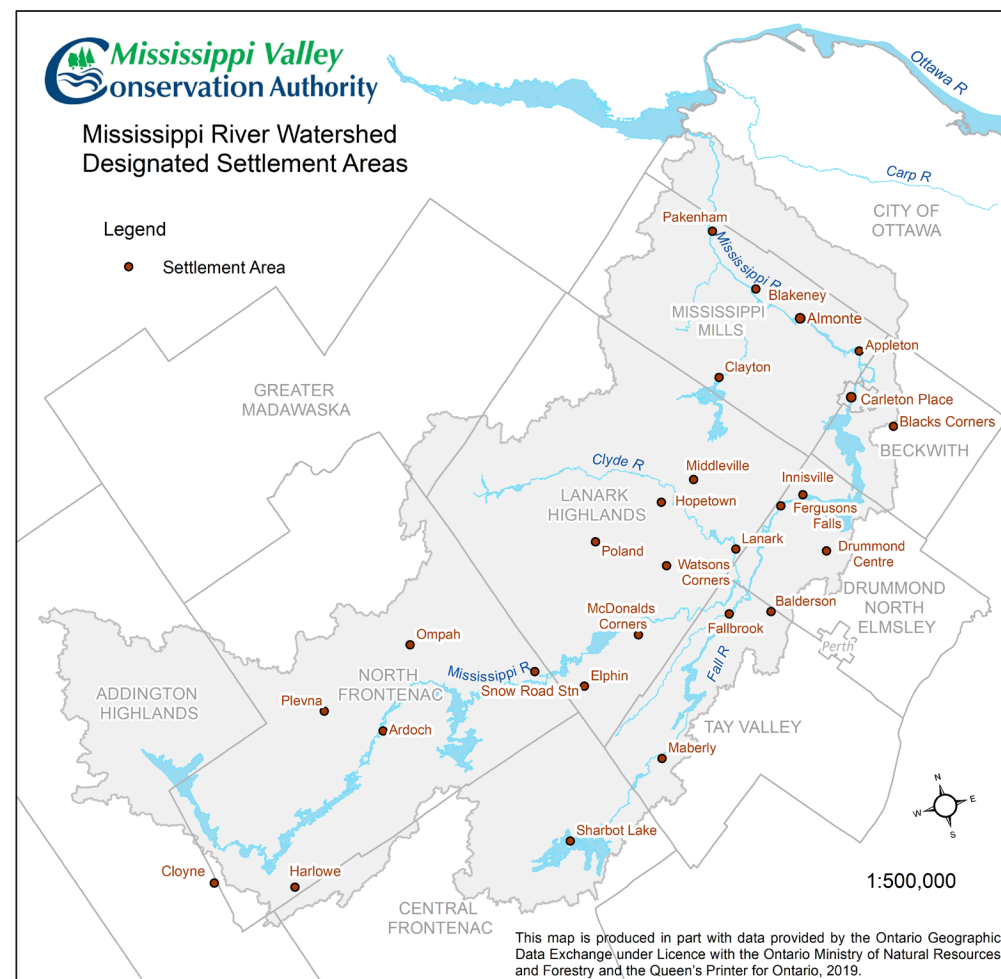 Mississippi Valley
Conservation Authority
Mississippi River Watershed
Designated Settlement Areas
Legend
Settlement Area
Ottawa R
Carp R
CITY OF
OTTAWA
Pakenham
Mississippi R
Blakeney
MISSISSIPPI
MILLS
Almonte
Appleton
Clayton
GREATER
MADAWASKA
Carleton Place
Blacks Corners
BECKWITH
Clyde R
Middleville
Innisville
LANARK
HIGHLANDS
Hopetown
Fergusons
Falls
Poland
Lanark
Drummond
Centre
Watsons
Corners
DRUMMOND
NORTH
ELMSLEY
McDonalds
Corners
Balderson
Fallbrook
Perth
Ompah
Fall R
Mississippi R
NORTH
FRONTENAC
Elphin
Snow Road Stn
ADDINGTON
HIGHLANDS
Plevna
Ardoch
TAY VALLEY
Maberly
N
W
E
S
Sharbot Lake
Cloyne
Harlowe
1:500,000
CENTRAL
FRONTENAC
This map is produced in part with data provided by the Ontario Geographic
Data Exchange under Licence with the Ontario Ministry of Natural Resources
and Forestry and the Queen's Printer for Ontario, 2019.